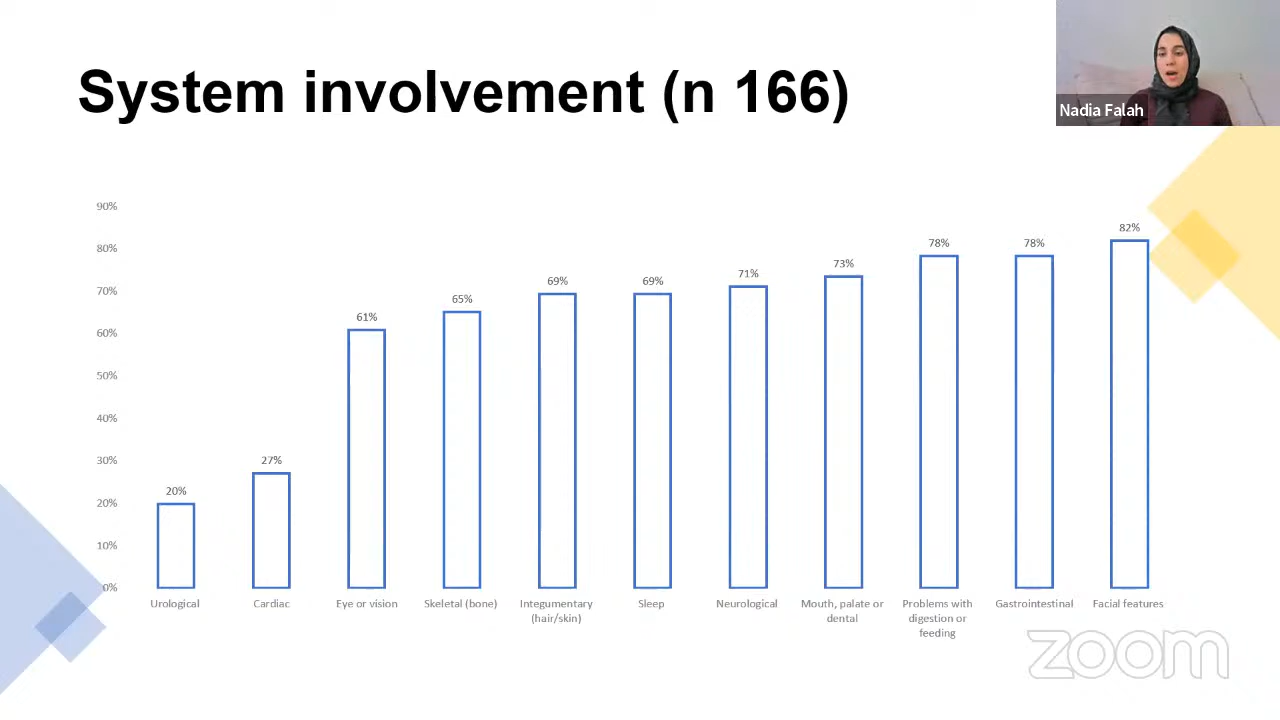 System involvement (n 166)
Nadia Falah
90%
80%
70%
60%
50%
40%
30%
20%
10%
0%
20%
27%
61%
65%
69%
69%
71%
73%
78%
78%
82%
Urological
Cardiac
Eye or vision
Skeletal (bone)
Integumentary
(hair/skin)
Sleep
Neurological
Mouth, palate or
dental
Problems with
digestion or
feeding
Gastrointestinal
Facial features
zoom